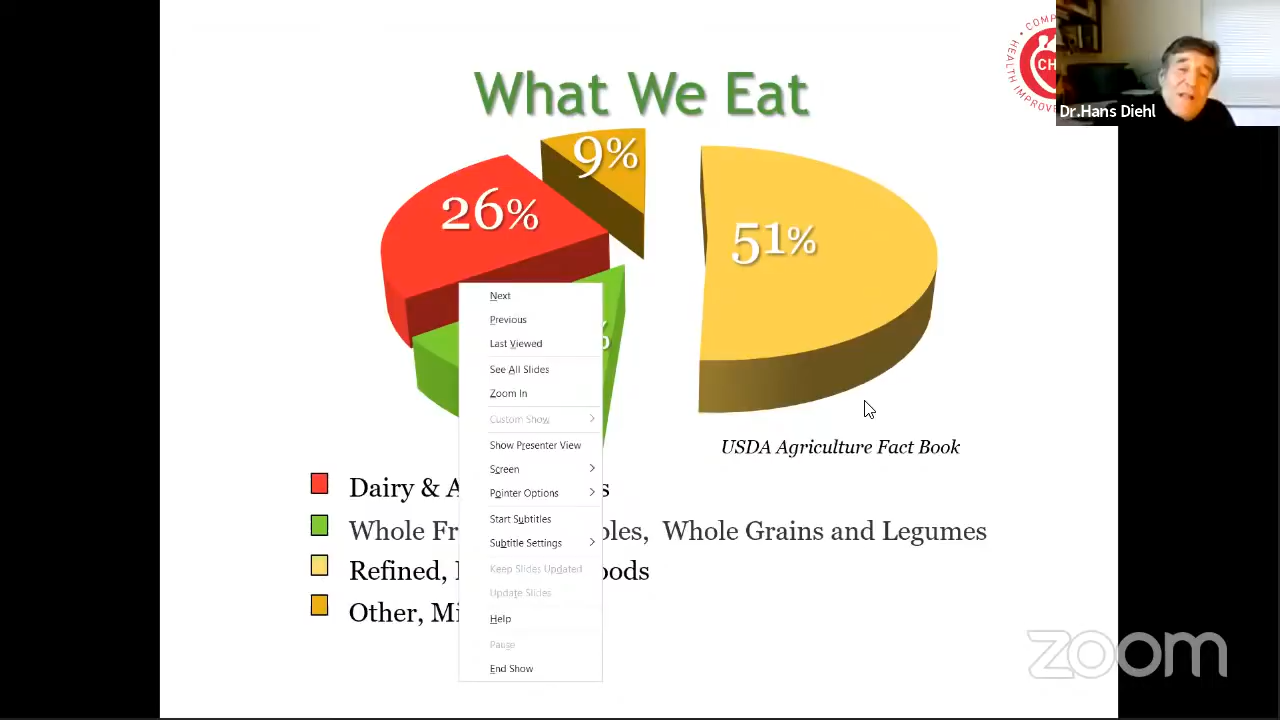 What We Eat
9%
26%
51%
%
USDA Agriculture Fact Book
Dairy & A s
Whole Fr les, Whole Grains and Legumes
Refined, oods
Other, Mi
Next
Previous
Last Viewed
See All Slides
Zoom In
Custom Show
Show Presenter View
Screen
Pointer Options
Start Subtitles
Subtitle Settings
Keep Slides Updated
Update Slides
Help
Pause
End Show
COMP
HEALTH IMPROVE
CH
Dr.Hans Diehl
zoom